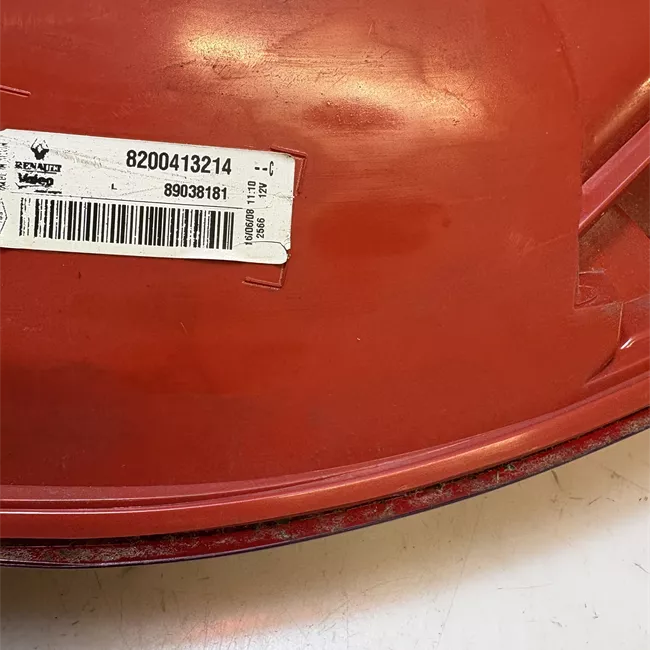 8200413214 --C
RENAULT
Valeo
L 89038181
16/06/08 11:10 12V
2566